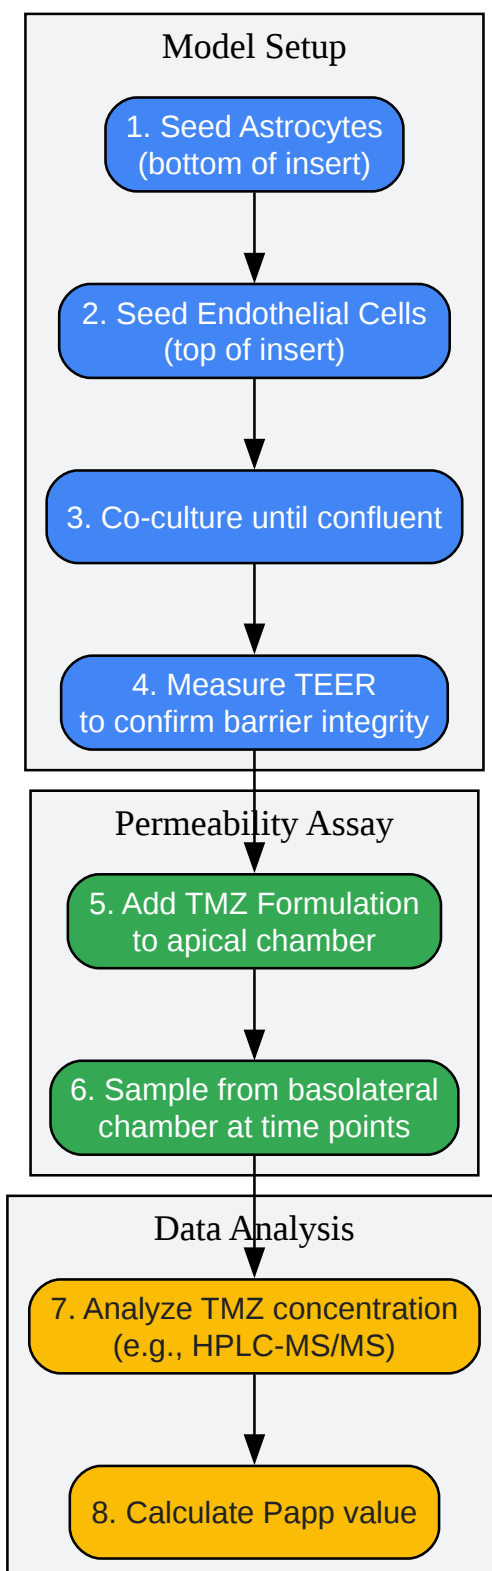 Model Setup
1. Seed Astrocytes
(bottom of insert)
2. Seed Endothelial Cells
(top of insert)
3. Co-culture until confluent
4. Measure TEER
to confirm barrier integrity
Permeability Assay
5. Add TMZ Formulation
to apical chamber
6. Sample from basolateral
chamber at time points
Data Analysis
7. Analyze TMZ concentration
(e.g., HPLC-MS/MS)
8. Calculate Papp value